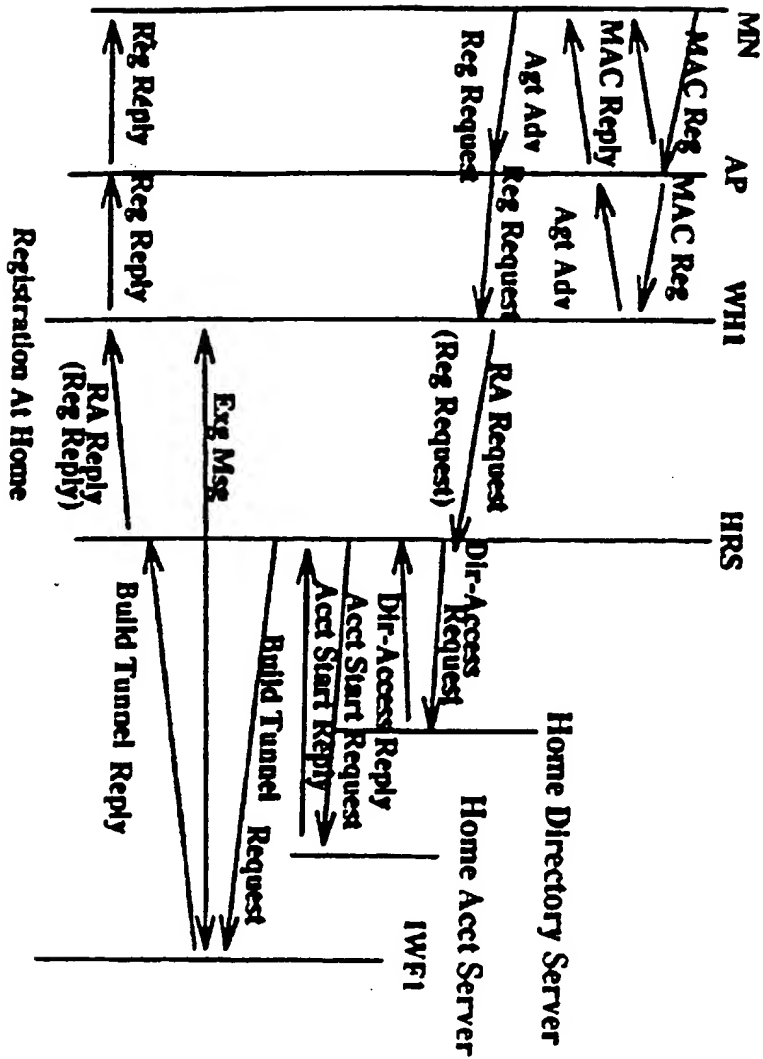 MN
AP
WH1
HRS
Home Directory Server
Home Acct Server
IWF1
MAC Reg
MAC Reg
MAC Reply
Agt Adv
Agt Adv
Reg Request
Reg Request
RA Request
(Reg Request)
Dir-Access
Request
Dir-Access Reply
Acct Start Request
Acct Start Reply
Build Tunnel Request
Exg Msg
Build Tunnel Reply
RA Reply
(Reg Reply)
Reg Reply
Reg Reply
Registration At Home